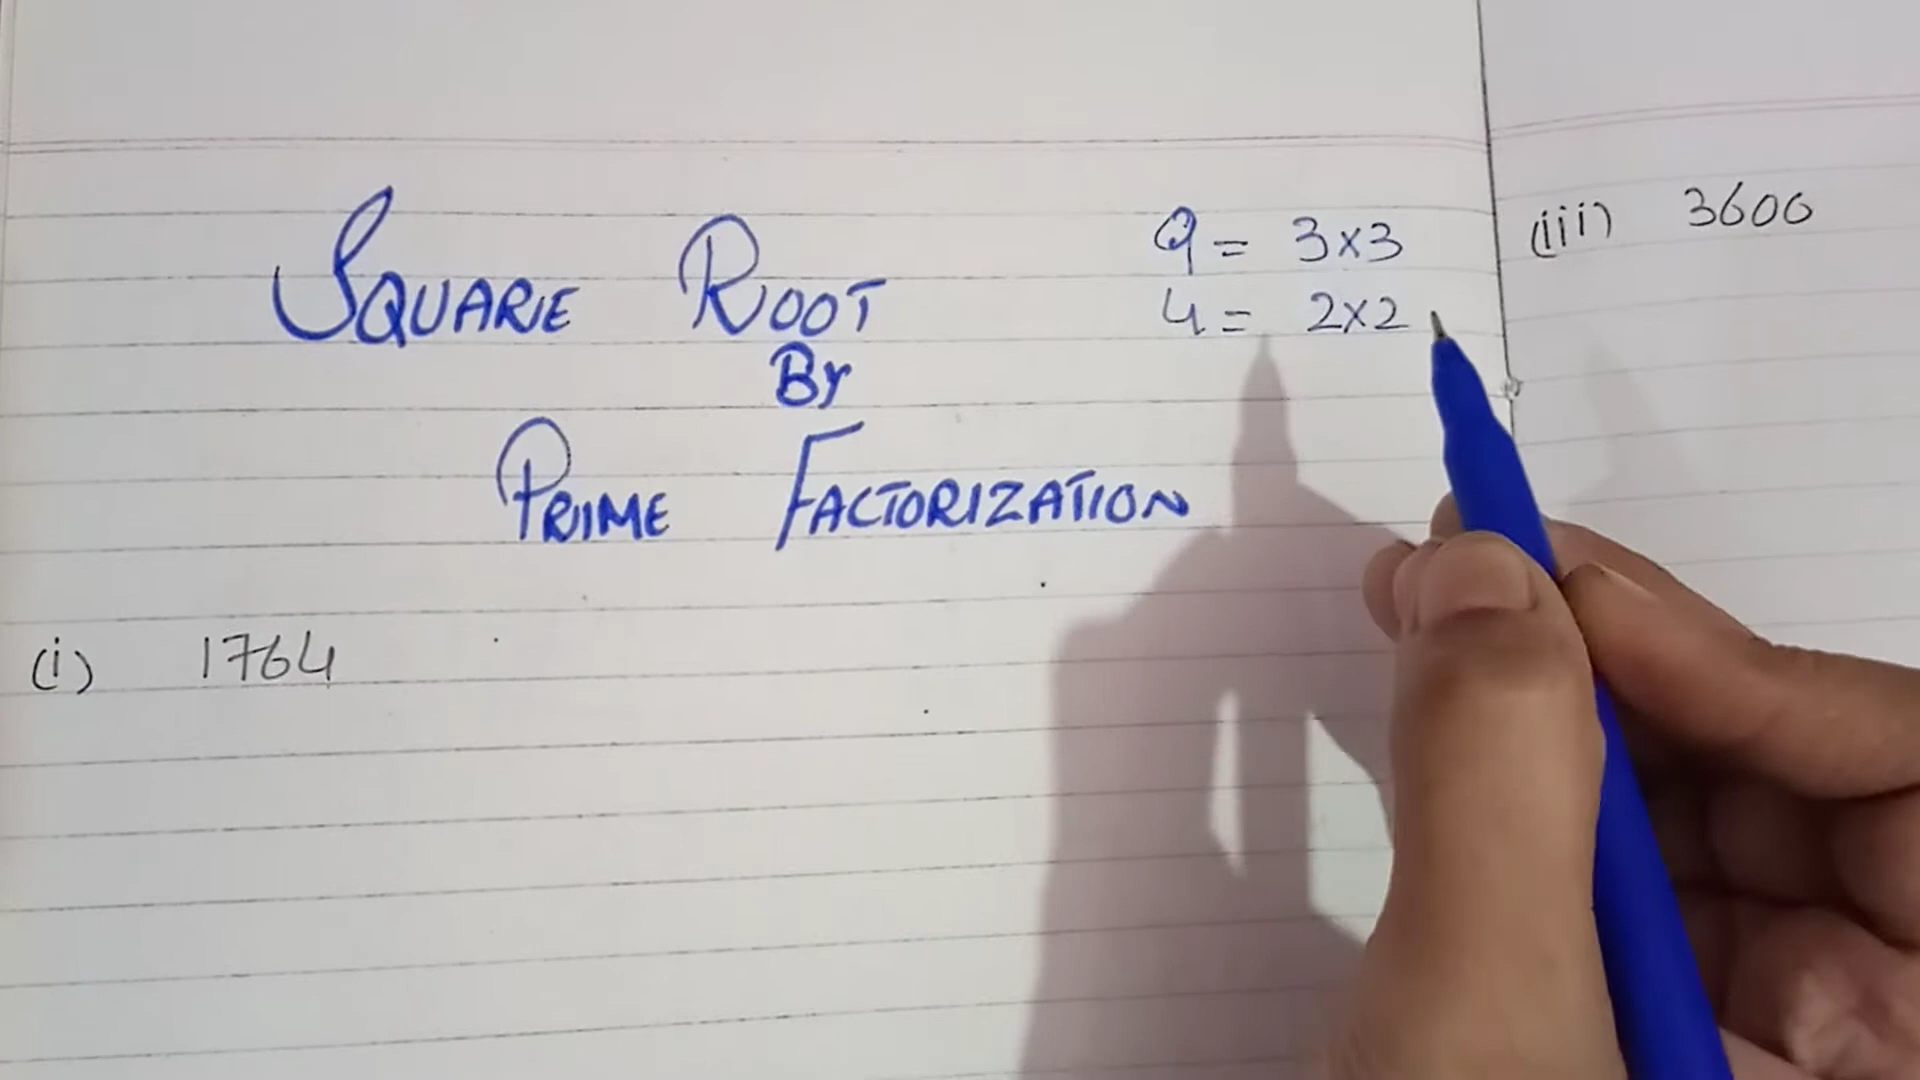 SQUARE ROOT
BY
PRIME FACTORIZATION
9 = 3x3
4 = 2x2
(i) 1764
(iii) 3600